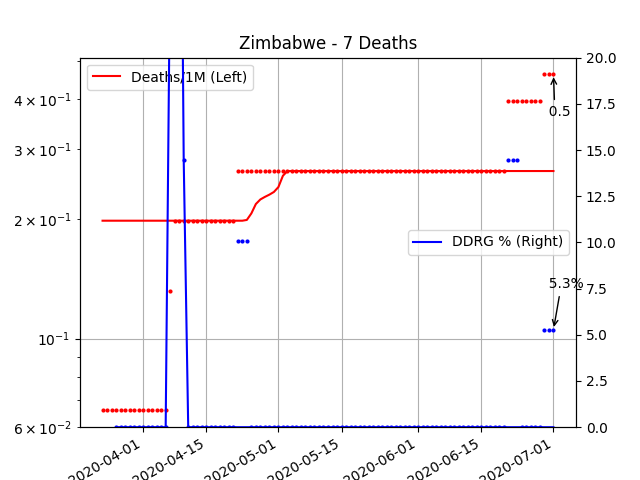 Zimbabwe - 7 Deaths
Deaths/1M (Left)
DDRG % (Right)
0.5
5.3%
4 × 10⁻¹
3 × 10⁻¹
2 × 10⁻¹
10⁻¹
6 × 10⁻²
20.0
17.5
15.0
12.5
10.0
7.5
5.0
2.5
0.0
2020-04-01
2020-04-15
2020-05-01
2020-05-15
2020-06-01
2020-06-15
2020-07-01